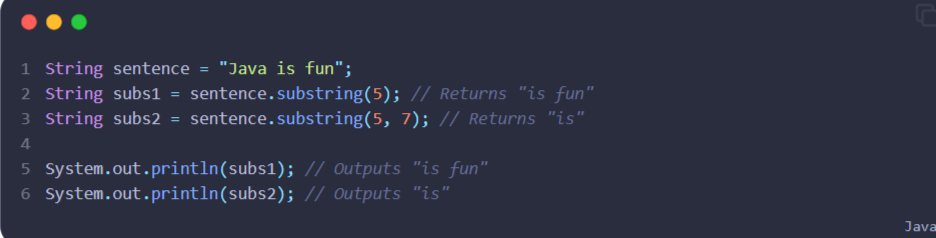 1 String sentence = "Java is fun";
2 String subs1 = sentence.substring(5); // Returns "is fun"
3 String subs2 = sentence.substring(5, 7); // Returns "is"
4
5 System.out.println(subs1); // Outputs "is fun"
6 System.out.println(subs2); // Outputs "is"
Java